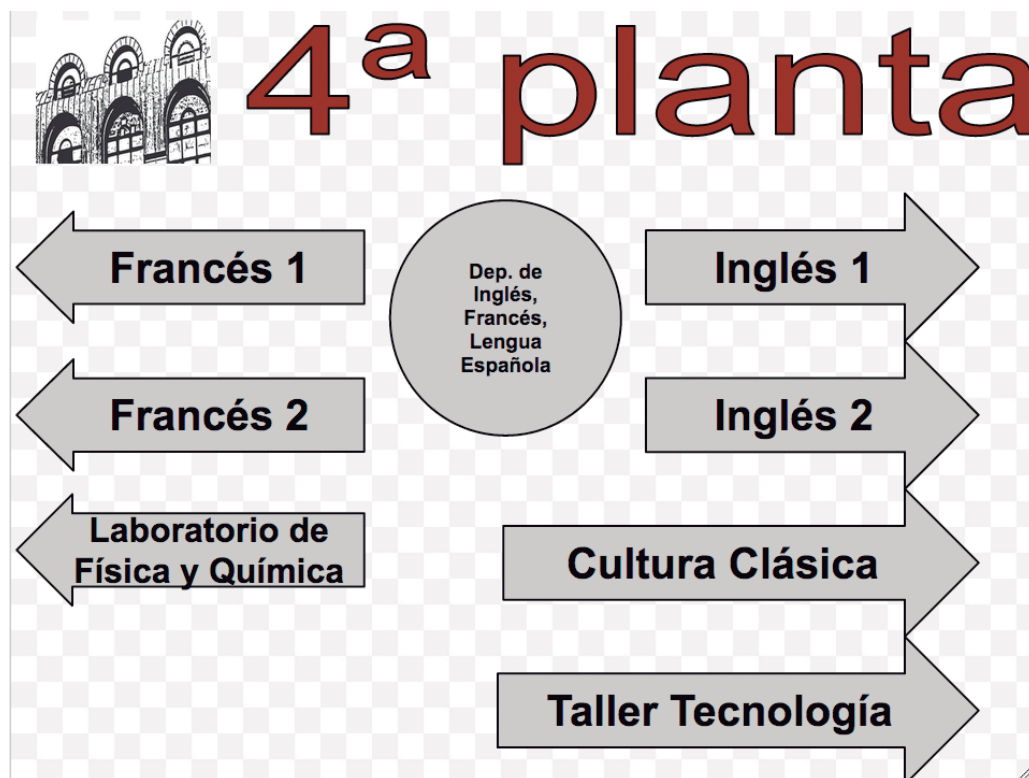 4ª planta
Francés 1
Dep. de
Inglés,
Francés,
Lengua
Española
Inglés 1
Francés 2
Inglés 2
Laboratorio de
Física y Química
Cultura Clásica
Taller Tecnología